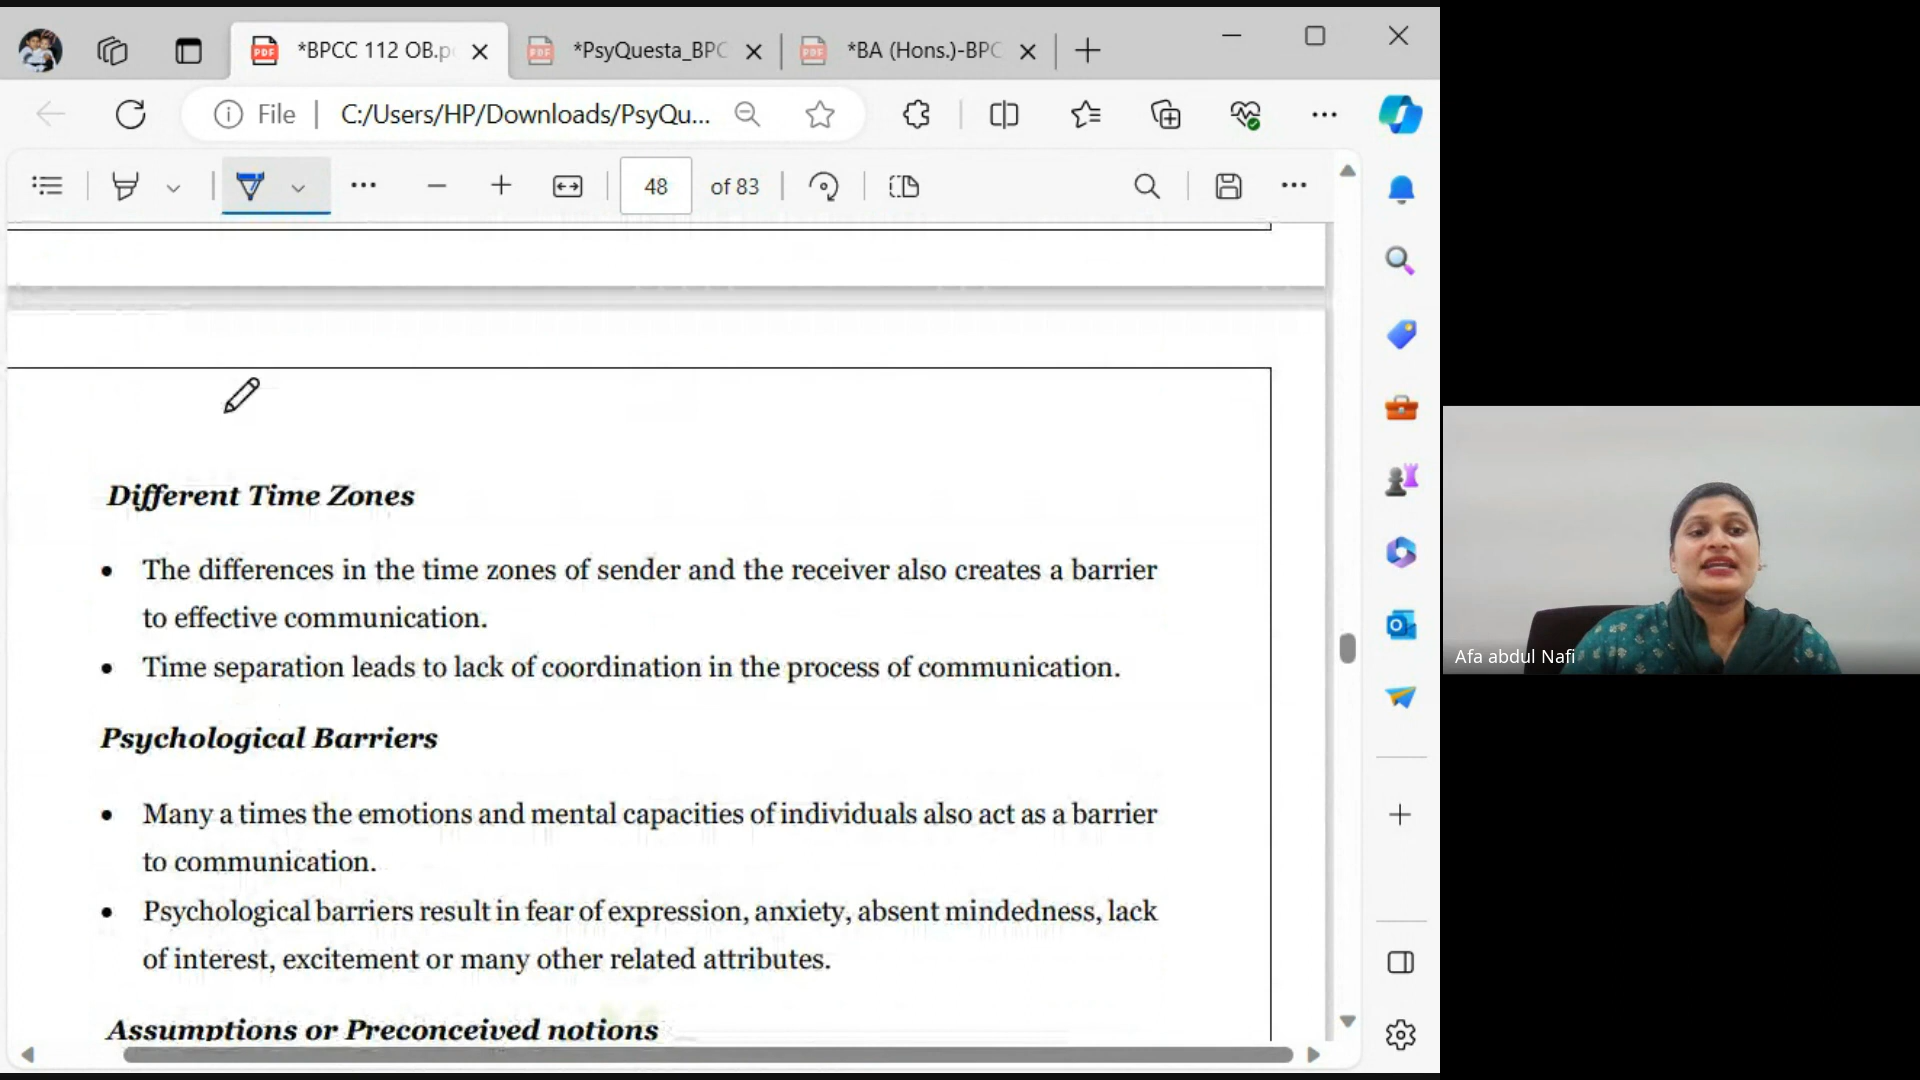 *BPCC 112 OB.p
*PsyQuesta_BPC
*BA (Hons.)-BPC
File
C:/Users/HP/Downloads/PsyQu...
48 of 83
Different Time Zones
• The differences in the time zones of sender and the receiver also creates a barrier
to effective communication.
• Time separation leads to lack of coordination in the process of communication.
Psychological Barriers
• Many a times the emotions and mental capacities of individuals also act as a barrier
to communication.
• Psychological barriers result in fear of expression, anxiety, absent mindedness, lack
of interest, excitement or many other related attributes.
Assumptions or Preconceived notions
Afa abdul Nafi